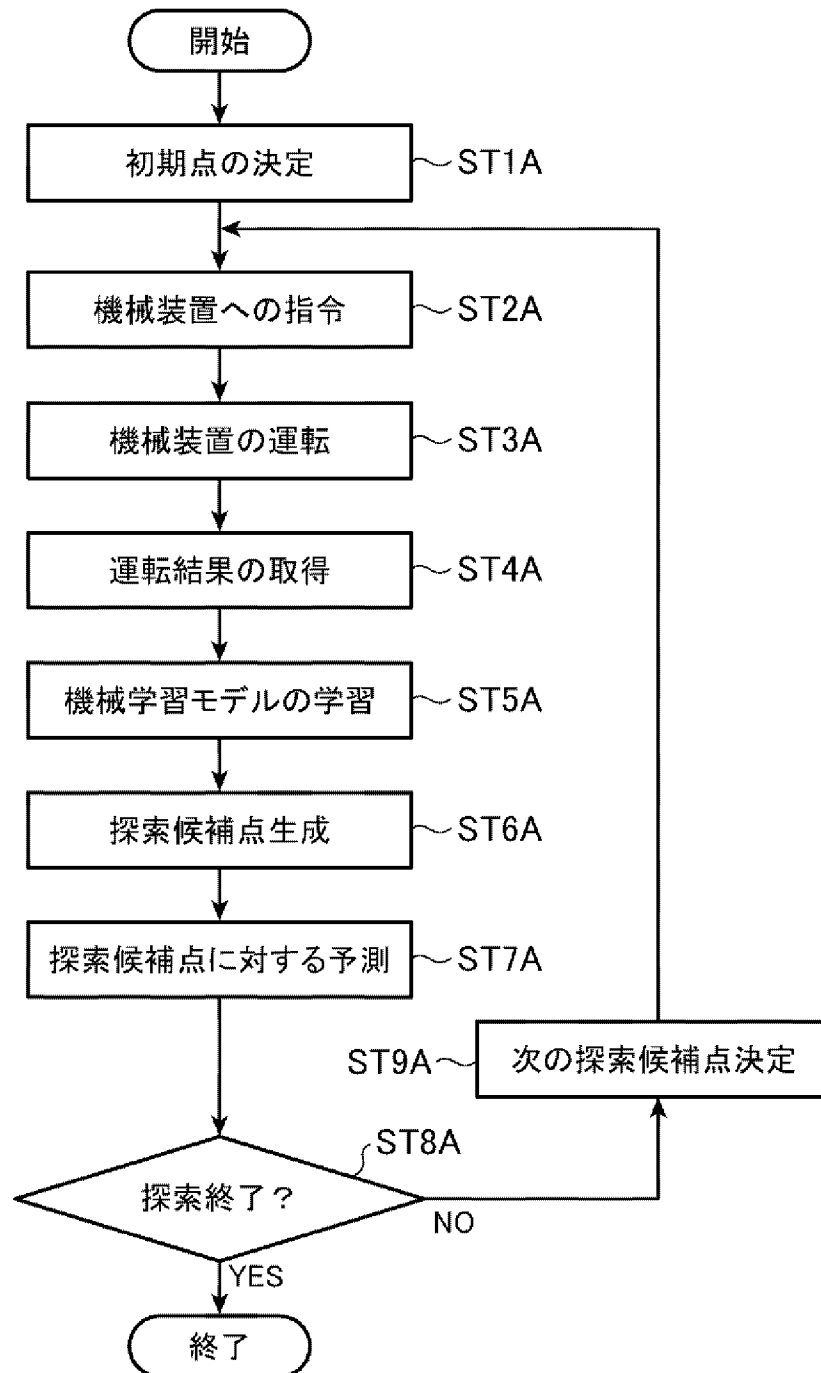 開始
初期点の決定
ST1A
機械装置への指令
ST2A
機械装置の運転
ST3A
運転結果の取得
ST4A
機械学習モデルの学習
ST5A
探索候補点生成
ST6A
探索候補点に対する予測
ST7A
ST9A
次の探索候補点決定
ST8A
探索終了?
NO
YES
終了